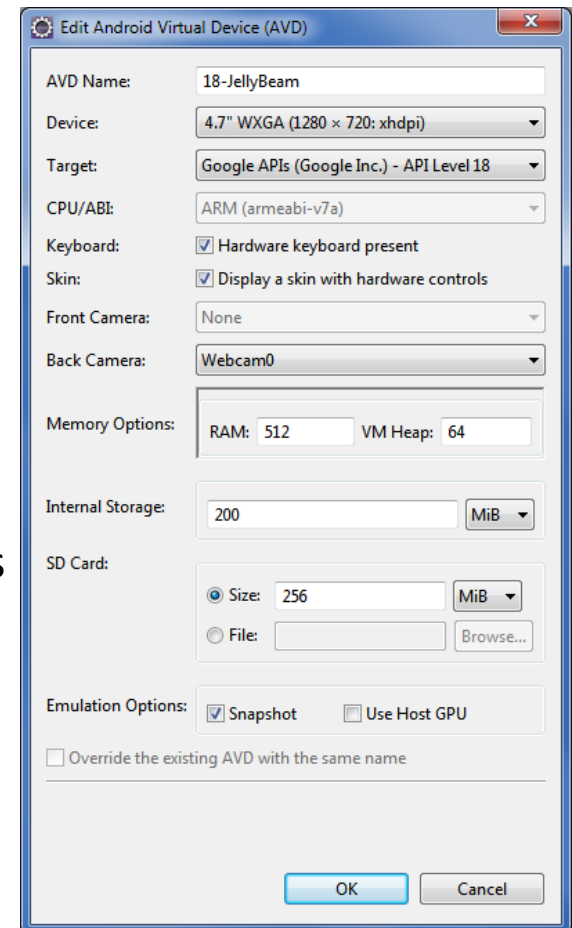 Edit Android Virtual Device (AVD)
AVD Name: 18-JellyBeam
Device: 4.7" WXGA (1280 × 720: xhdpi)
Target: Google APIs (Google Inc.) - API Level 18
CPU/ABI: ARM (armeabi-v7a)
Keyboard: Hardware keyboard present
Skin: Display a skin with hardware controls
Front Camera: None
Back Camera: Webcam0
Memory Options: RAM: 512 VM Heap: 64
Internal Storage: 200 MiB
s
SD Card:
Size: 256 MiB
File: Browse...
Emulation Options: Snapshot Use Host GPU
Override the existing AVD with the same name
OK Cancel